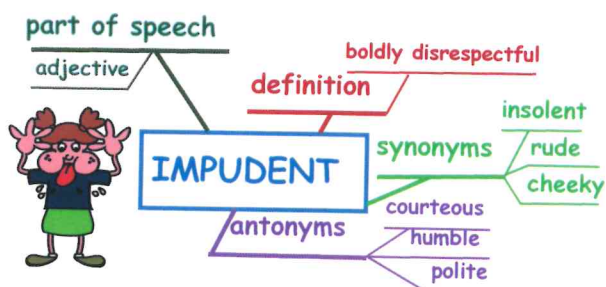 part of speech
adjective
definition
boldly disrespectful
IMPUDENT
synonyms
insolent
rude
cheeky
antonyms
courteous
humble
polite